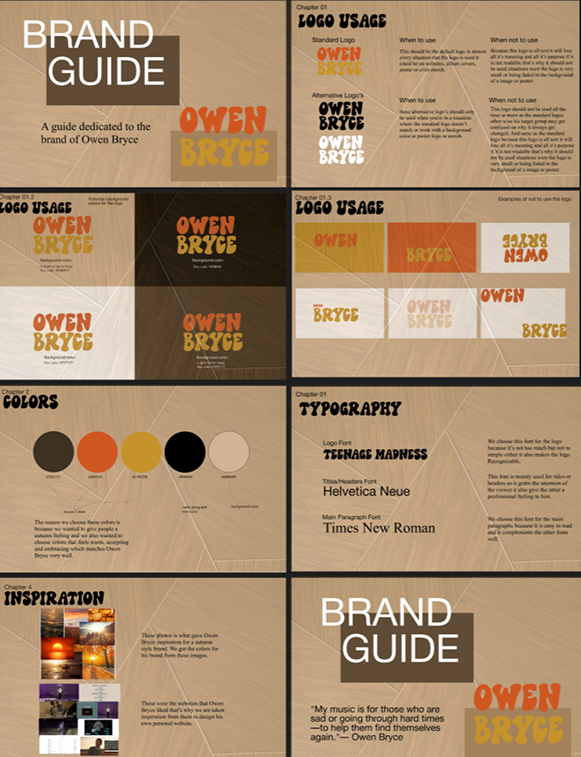 BRAND
GUIDE
A guide dedicated to the
brand of Owen Bryce
OWEN
BRYCE
Chapter 01
LOGO USAGE
Standard Logo
OWEN
BRYCE
When to use
This should be the default logo in almost
every situation that the logo is used it
could be on websites, album covers,
poster or even merch.
When not to use
Because this logo is all text it will lose
all it's meaning and all it's purpose if it
is not readable that's why it should not
be used situations were the logo is very
small or being faded in the background
of a image or poster.
Alternative Logo's
OWEN
BRYCE
OWEN
BRYCE
When to use
these alternative logo's should only
be used when you're in a situation
where the standard logo doesn't
match or work with a background
color or poster logo or merch.
When not to use
This logo should not be used all the
time or more as the standard logos
other wise his target group may get
confused on why it always get
changed. And same as the standard
logo because this logo is all text it will
lose all it's meaning and all it's purpose
if it is not readable that's why it should
not be used situations were the logo is
very small or being faded in the
background of a image or poster.
Chapter 01.2
LOGO USAGE
Potential background
colors for the logo
OWEN
BRYCE
Background color
OWEN
BRYCE
Background color
OWEN
BRYCE
Background color
OWEN
BRYCE
Background color
Chapter 01.3
LOGO USAGE
Examples of not to use the logo
OWEN
BRYCE
OWEN
BRYCE
OWEN
BRYCE
OWEN
BRYCE
OWEN
BRYCE
OWEN
BRYCE
Chapter 2
COLORS
background color
The reason we choose these colors is
because we wanted to give people a
autumn feeling and we also wanted to
choose colors that feels warm, accepting
and embracing which matches Owen
Bryce very well.
Chapter 01
TYPOGRAPHY
Logo Font
TEENAGE MADNESS
We choose this font for the logo
because it's not too much but not to
simple either it also makes the logo
Recognizable.
Titles/Headers Font
Helvetica Neue
This font is mainly used for titles or
headers so it grabs the attention of
the viewer it also give the artist a
professional feeling to him.
Main Paragraph Font
Times New Roman
We choose this font for the main
paragraphs because it is easy to read
and it complements the other font
well.
Chapter 4
INSPIRATION
These photos is what gave Owen
Bryce inspiration for a autumn
style brand. We got the colors for
his brand from these images.
These were the websites that Owen
Bryce liked that's why we are taken
inspiration from them to design his
own personal website.
BRAND
GUIDE
"My music is for those who are
sad or going through hard times
—to help them find themselves
again."— Owen Bryce
OWEN
BRYCE